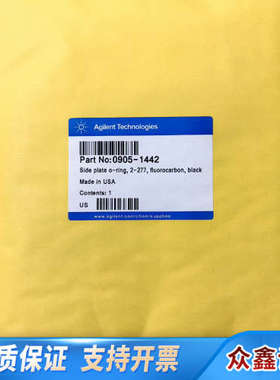 Agilent Technologies
Part No:0905-1442
Side plate o-ring, 2-277, fluorocarbon, black
Made in USA
Contents: 1
US
质保证 支持开票
众鑫